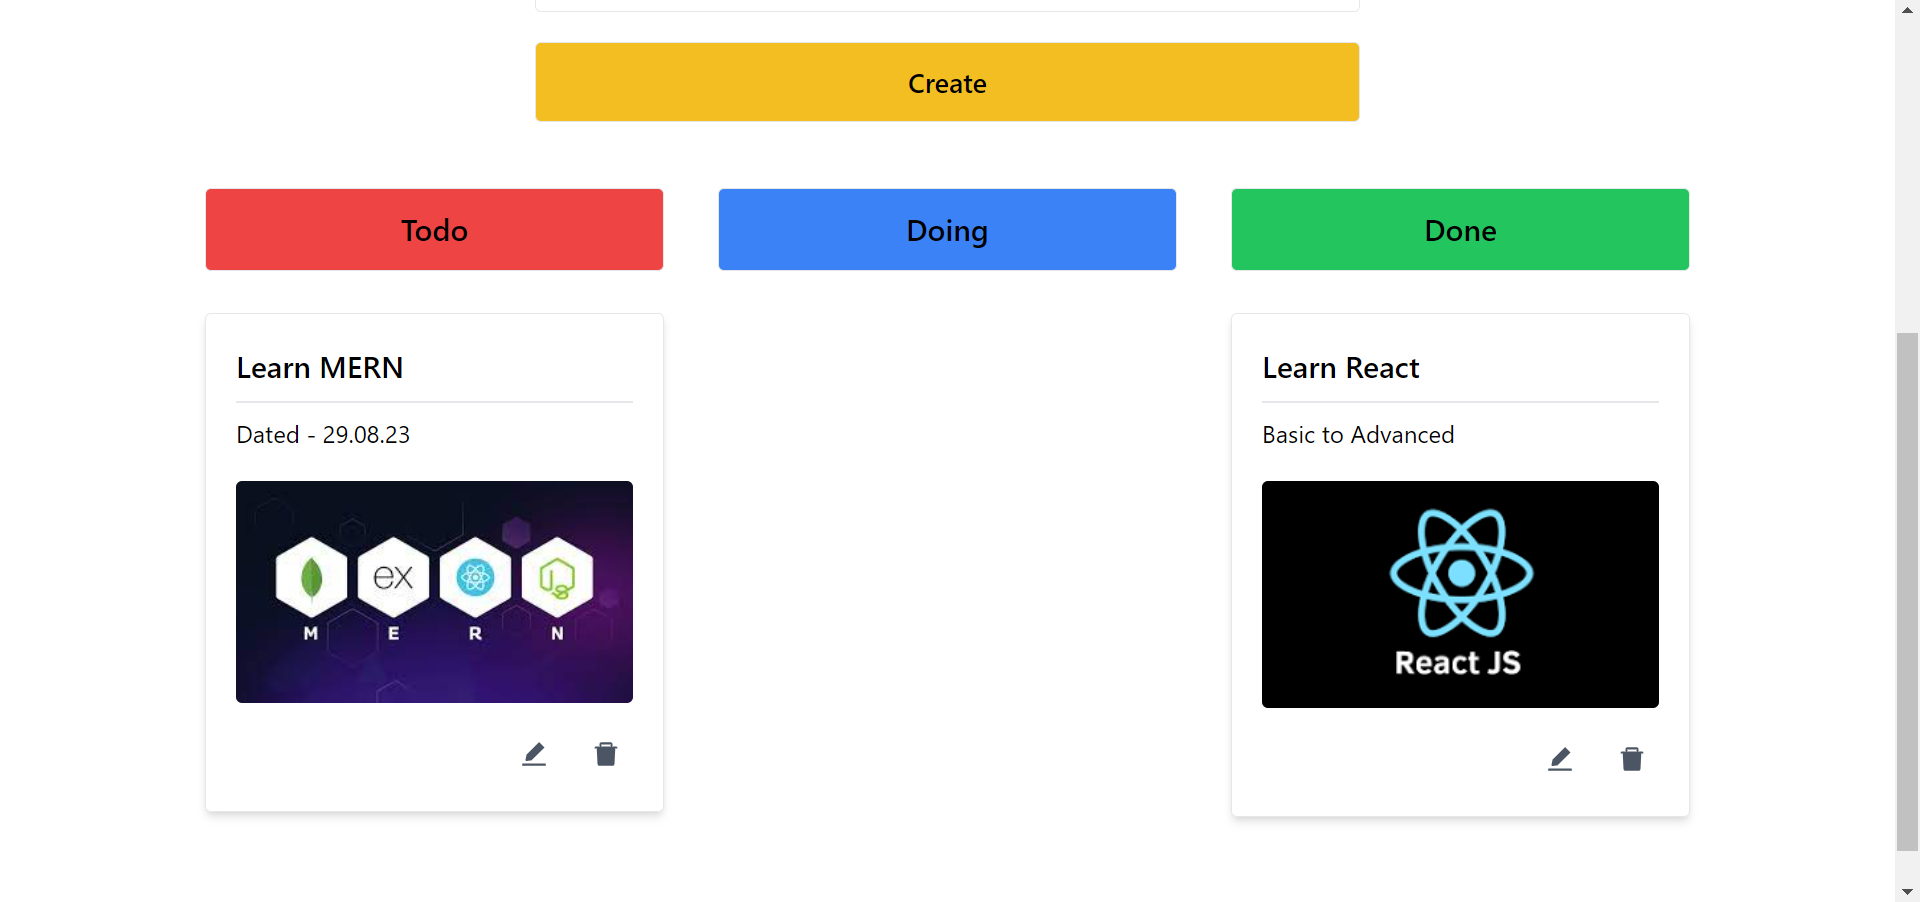 Create
Todo
Doing
Done
Learn MERN
Dated - 29.08.23
ex
M E R N
Learn React
Basic to Advanced
React JS